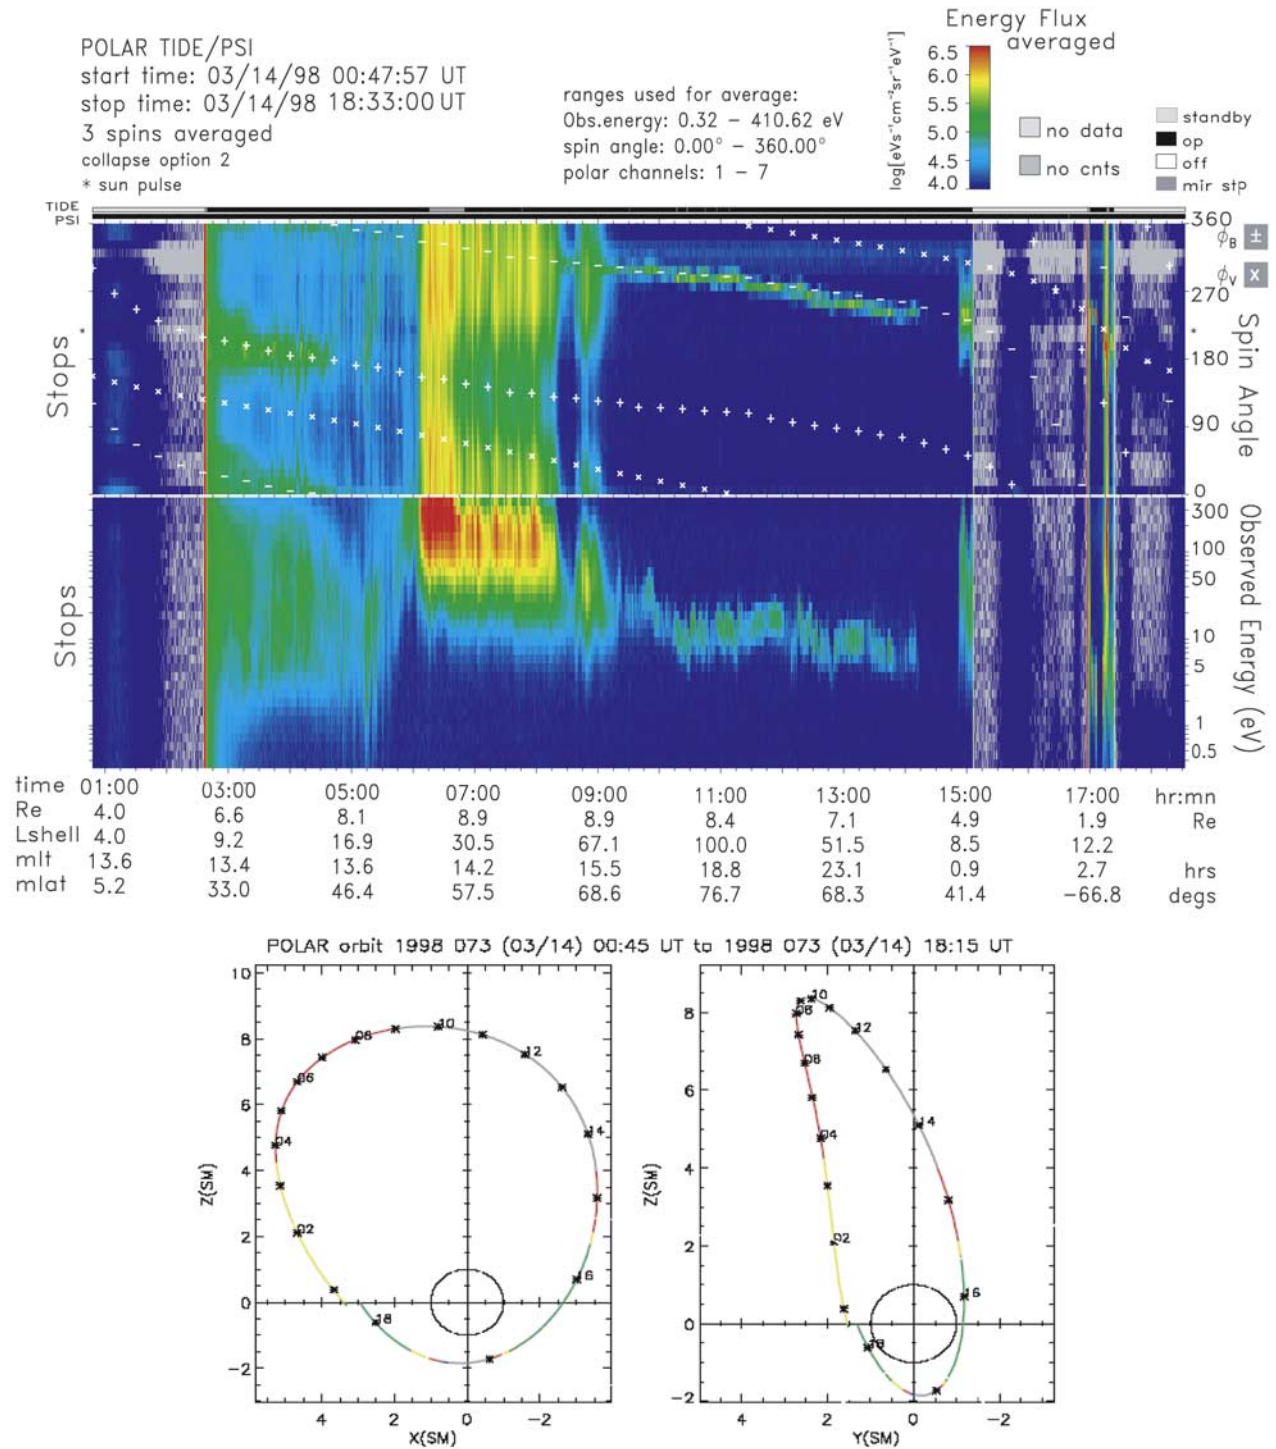 POLAR TIDE/PSI
start time: 03/14/98 00:47:57 UT
stop time: 03/14/98 18:33:00 UT
3 spins averaged
collapse option 2
* sun pulse
ranges used for average:
Obs.energy: 0.32 – 410.62 eV
spin angle: 0.00° – 360.00°
polar channels: 1 – 7
Energy Flux
averaged
log[eVs⁻¹cm⁻²sr⁻¹eV⁻¹]
6.5
6.0
5.5
5.0
4.5
4.0
no data
no cnts
standby
op
off
mir stp
TIDE
PSI
Stops *
360
270
180
90
0
ϕB ±
ϕV x
*
Spin Angle
Stops
300
100
50
10
5
1
0.5
Observed Energy (eV)
time 01:00 03:00 05:00 07:00 09:00 11:00 13:00 15:00 17:00 hr:mn
Re 4.0 6.6 8.1 8.9 8.9 8.4 7.1 4.9 1.9 Re
Lshell 4.0 9.2 16.9 30.5 67.1 100.0 51.5 8.5 12.2
mlt 13.6 13.4 13.6 14.2 15.5 18.8 23.1 0.9 2.7 hrs
mlat 5.2 33.0 46.4 57.5 68.6 76.7 68.3 41.4 -66.8 degs
POLAR orbit 1998 073 (03/14) 00:45 UT to 1998 073 (03/14) 18:15 UT
10
8
6
4
2
0
-2
Z(SM)
02
04
06
08
10
12
14
16
18
4 2 0 -2
X(SM)
8
6
4
2
0
-2
Z(SM)
02
04
08
06
10
12
14
16
18
4 2 0 -2
Y(SM)